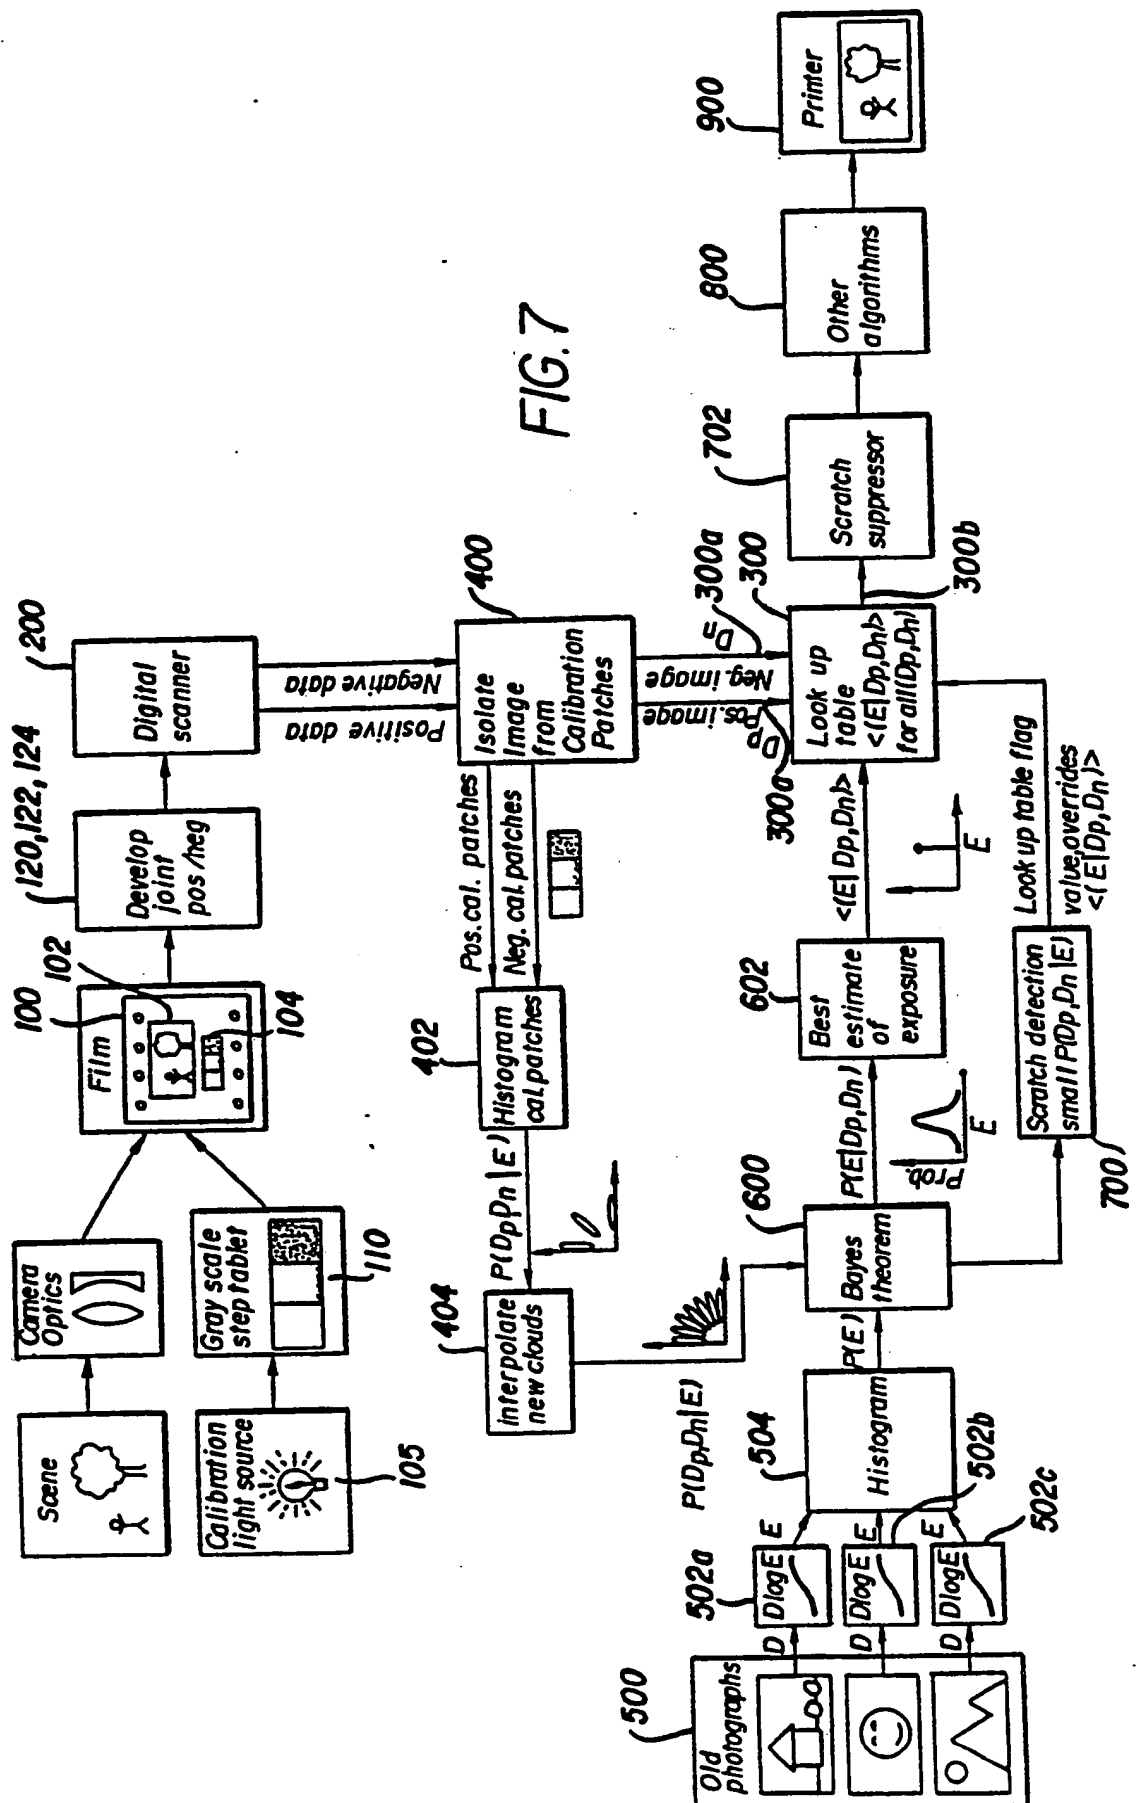 FIG.7
Scene
Camera
Optics
Calibration
light source
105
Gray scale
step tablet
110
Film
100
102
104
Develop
joint
pos/neg
120,122,124
Digital
scanner
200
Positive data
Negative data
Isolate
Image
from
Calibration
Patches
400
Pos. cal. patches
Neg. cal. patches
Histogram
cal. patches
402
P(DpDn|E)
Interpolate
new clouds
404
P(Dp,Dn|E)
Pos. image
Dp
Neg. image
Dn
300a
300a
Old
photographs
500
D
D
D
DlogE
DlogE
DlogE
502a
502b
502c
E
E
E
Histogram
504
P(E)
Bayes
theorem
600
P(E|Dp,Dn)
Prob.
E
Best
estimate
of
exposure
602
<(E|Dp,Dn)>
E
Scratch detection
small P(Dp,Dn|E)
700
Look up table flag
value,overrides
<(E|Dp,Dn)>
Look up
table
<(E|Dp,Dn)>
for all(Dp,Dn)
300
300b
Scratch
suppressor
702
Other
algorithms
800
Printer
900